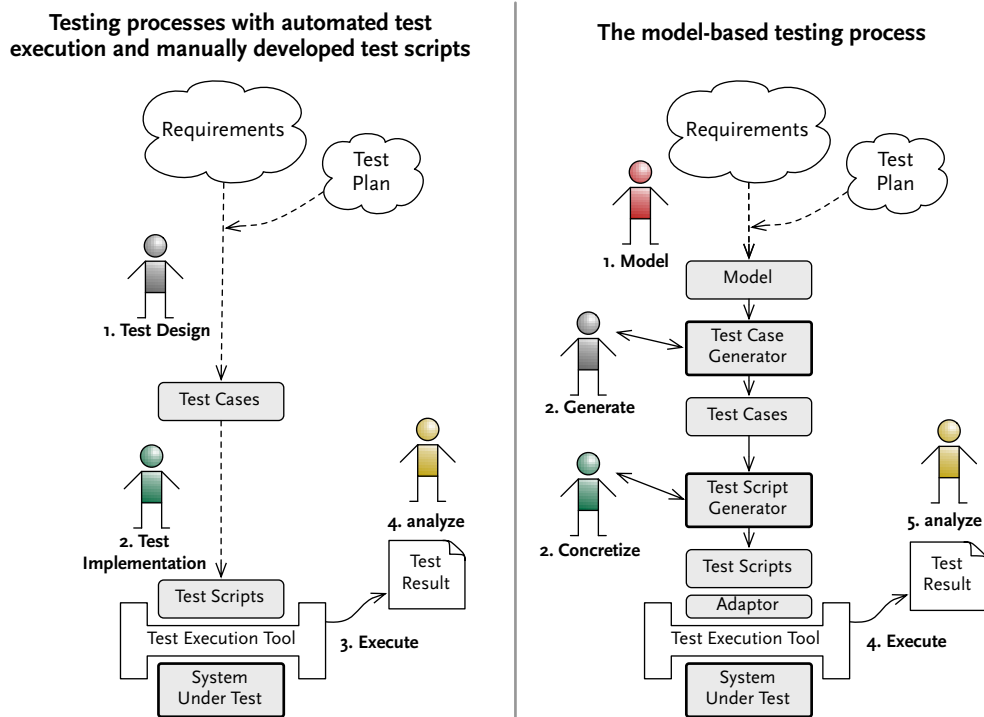 Testing processes with automated test
execution and manually developed test scripts
Requirements
Test
Plan
1. Test Design
Test Cases
2. Test
Implementation
4. analyze
Test
Result
Test Scripts
Test Execution Tool
3. Execute
System
Under Test
The model-based testing process
Requirements
Test
Plan
1. Model
Model
Test Case
Generator
2. Generate
Test Cases
Test Script
Generator
2. Concretize
5. analyze
Test Scripts
Test
Result
Adaptor
Test Execution Tool
4. Execute
System
Under Test